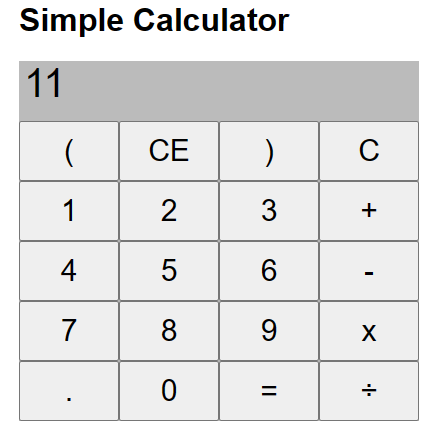 Simple Calculator
11
( CE ) C
1 2 3 +
4 5 6 -
7 8 9 x
. 0 = ÷